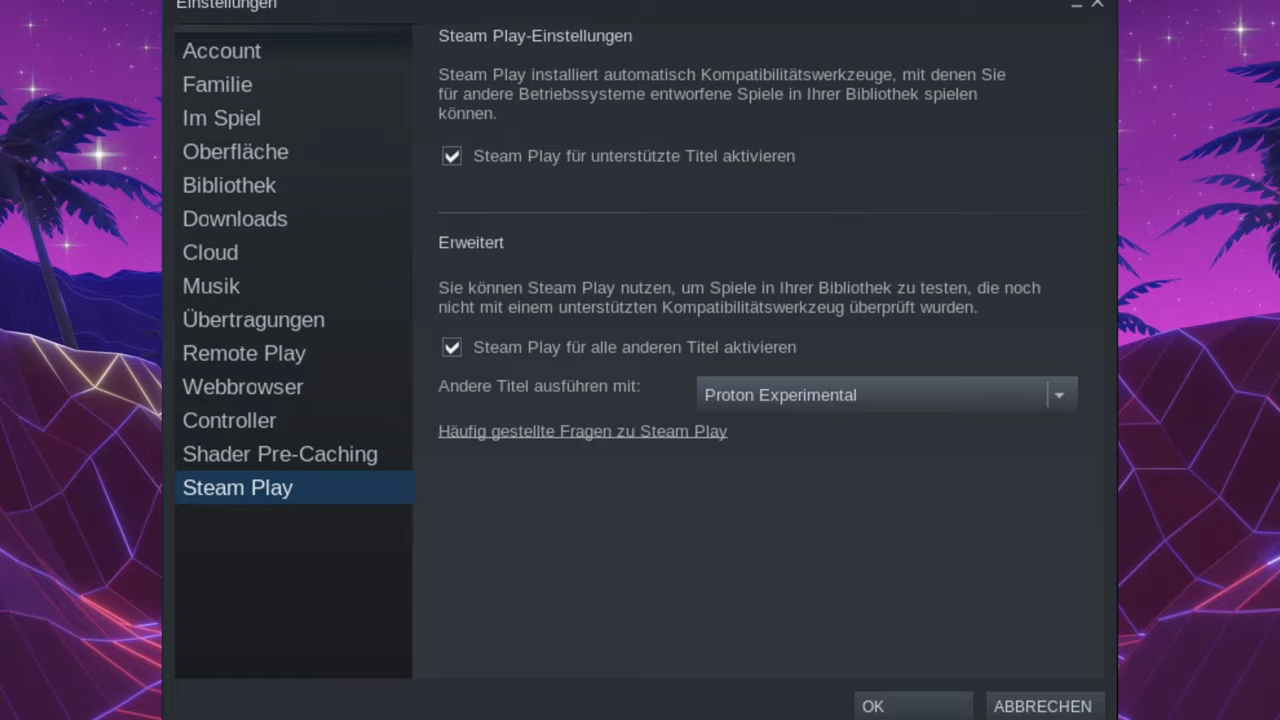 Einstellungen
Account
Familie
Im Spiel
Oberfläche
Bibliothek
Downloads
Cloud
Musik
Übertragungen
Remote Play
Webbrowser
Controller
Shader Pre-Caching
Steam Play
Steam Play-Einstellungen
Steam Play installiert automatisch Kompatibilitätswerkzeuge, mit denen Sie
für andere Betriebssysteme entworfene Spiele in Ihrer Bibliothek spielen
können.
Steam Play für unterstützte Titel aktivieren
Erweitert
Sie können Steam Play nutzen, um Spiele in Ihrer Bibliothek zu testen, die noch
nicht mit einem unterstützten Kompatibilitätswerkzeug überprüft wurden.
Steam Play für alle anderen Titel aktivieren
Andere Titel ausführen mit:
Proton Experimental
Häufig gestellte Fragen zu Steam Play
OK
ABBRECHEN